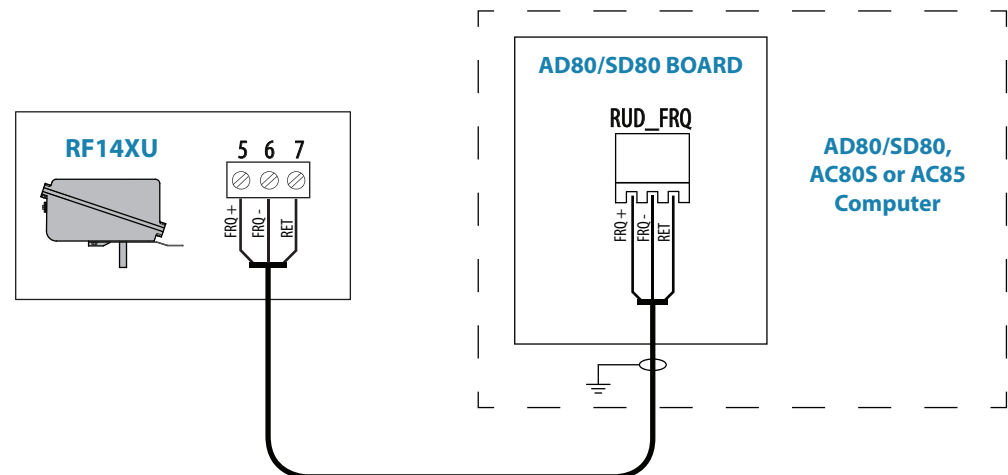 AD80/SD80 BOARD
RUD_FRQ
FRQ +
FRQ -
RET
AD80/SD80,
AC80S or AC85
Computer
RF14XU
5 6 7
FRQ +
FRQ -
RET